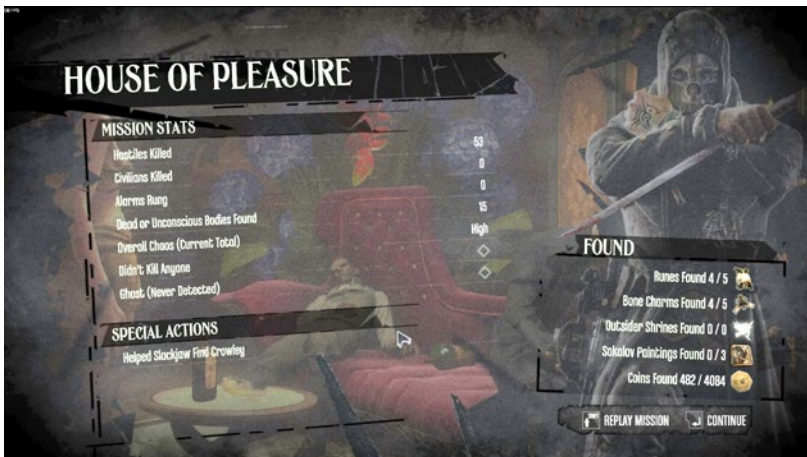 HOUSE OF PLEASURE
MISSION STATS
Hostiles Killed 53
Civilians Killed 0
Alarms Rung 0
Dead or Unconscious Bodies Found 15
Overall Chaos (Current Total) High
Didn't Kill Anyone
Ghost (Never Detected)
SPECIAL ACTIONS
Helped Slackjaw Find Crowley
FOUND
Runes Found 4 / 5
Bone Charms Found 4 / 5
Outsider Shrines Found 0 / 0
Sokolov Paintings Found 0 / 3
Coins Found 482 / 4084
REPLAY MISSION
CONTINUE